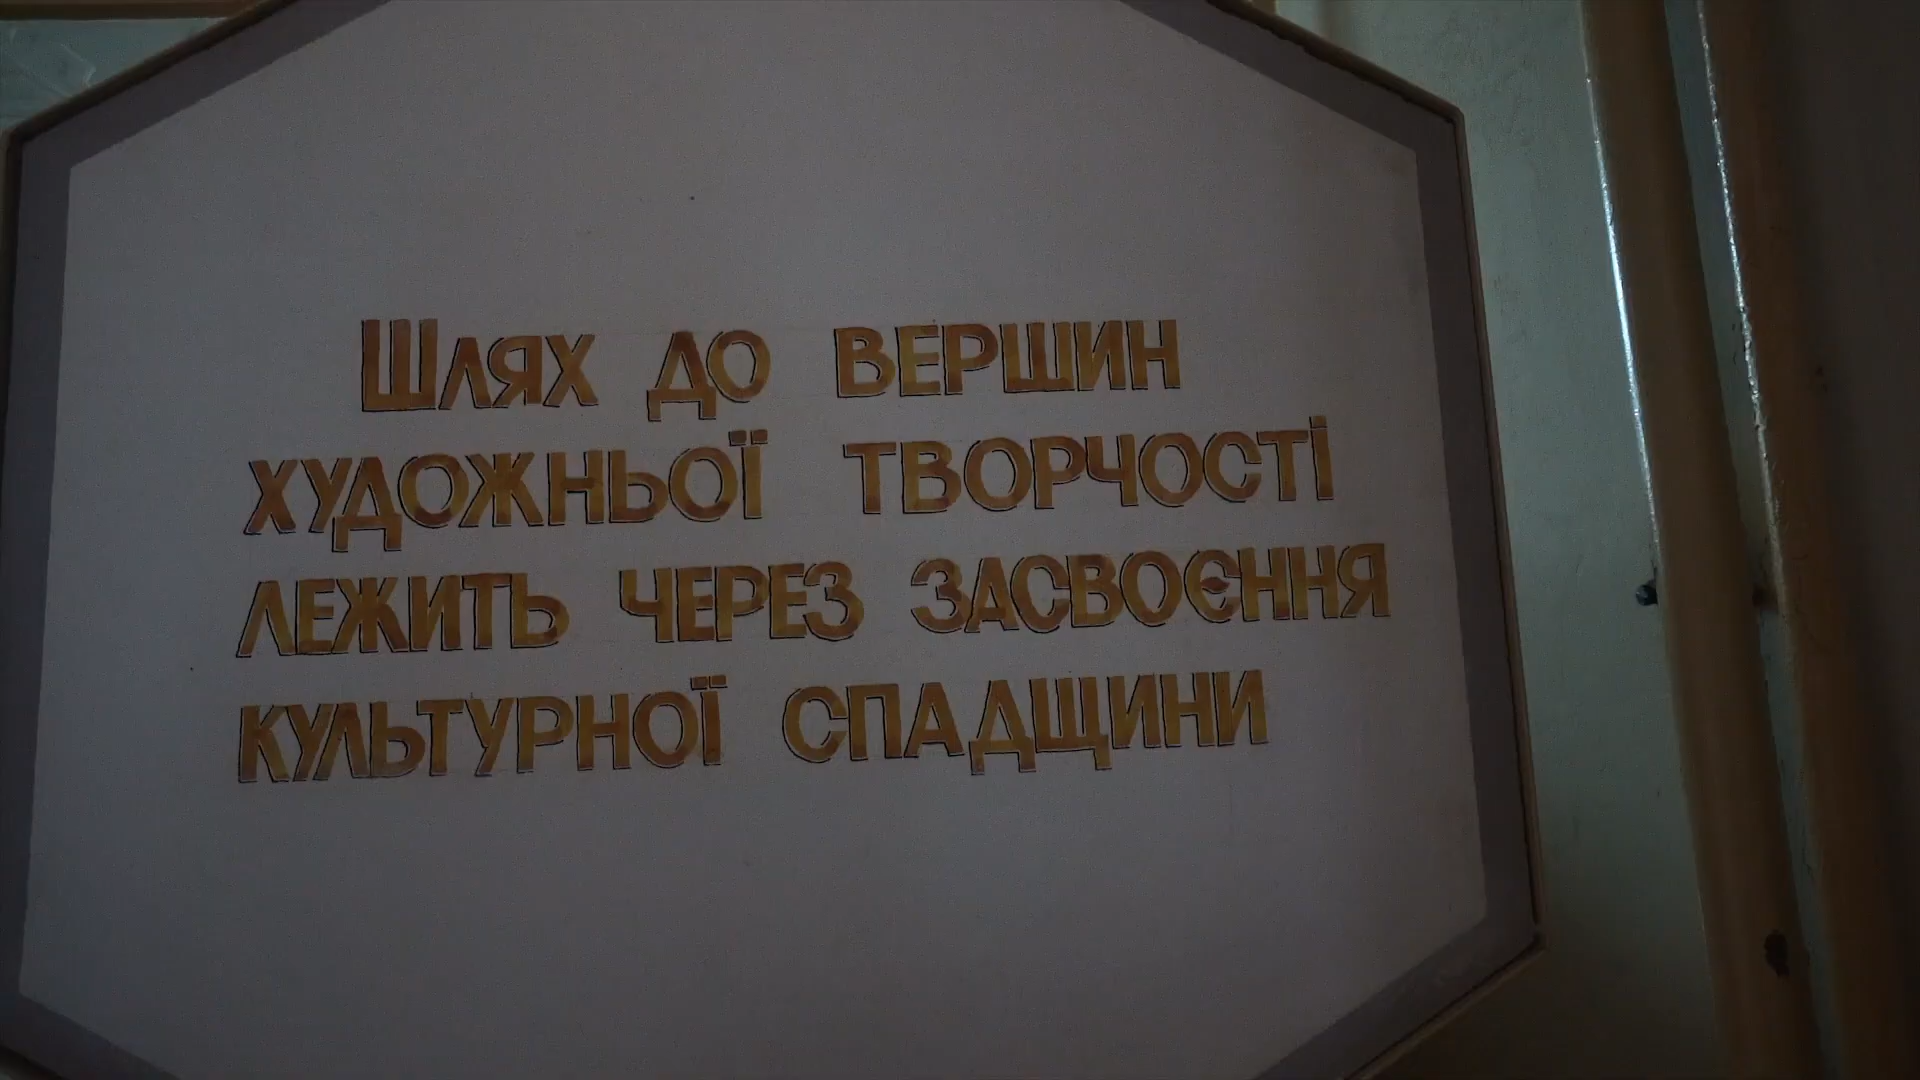 Шлях до вершин
художньої творчості
лежить через засвоєння
культурної спадщини